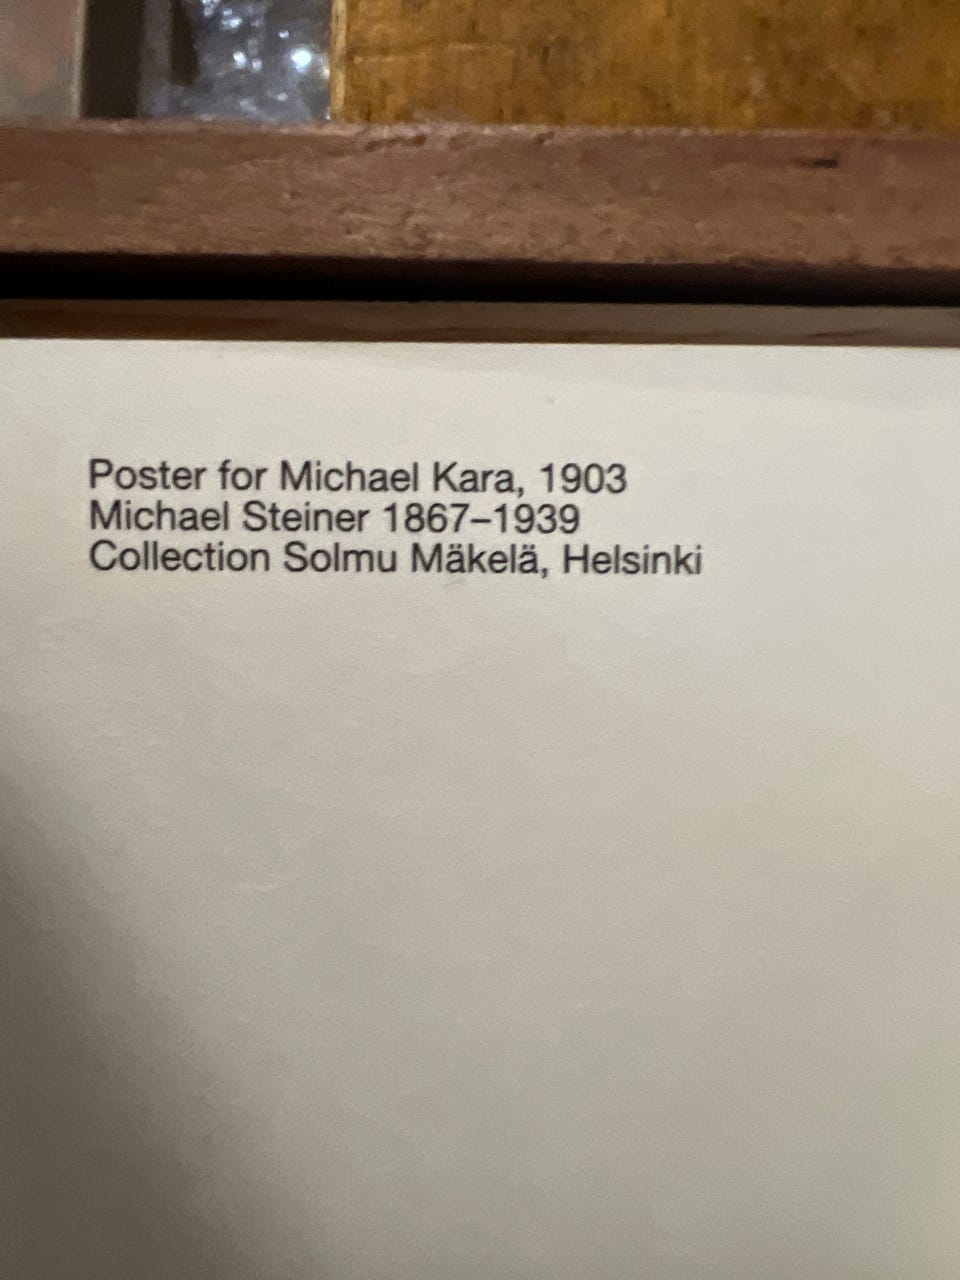 Poster for Michael Kara, 1903
Michael Steiner 1867–1939
Collection Solmu Mäkelä, Helsinki